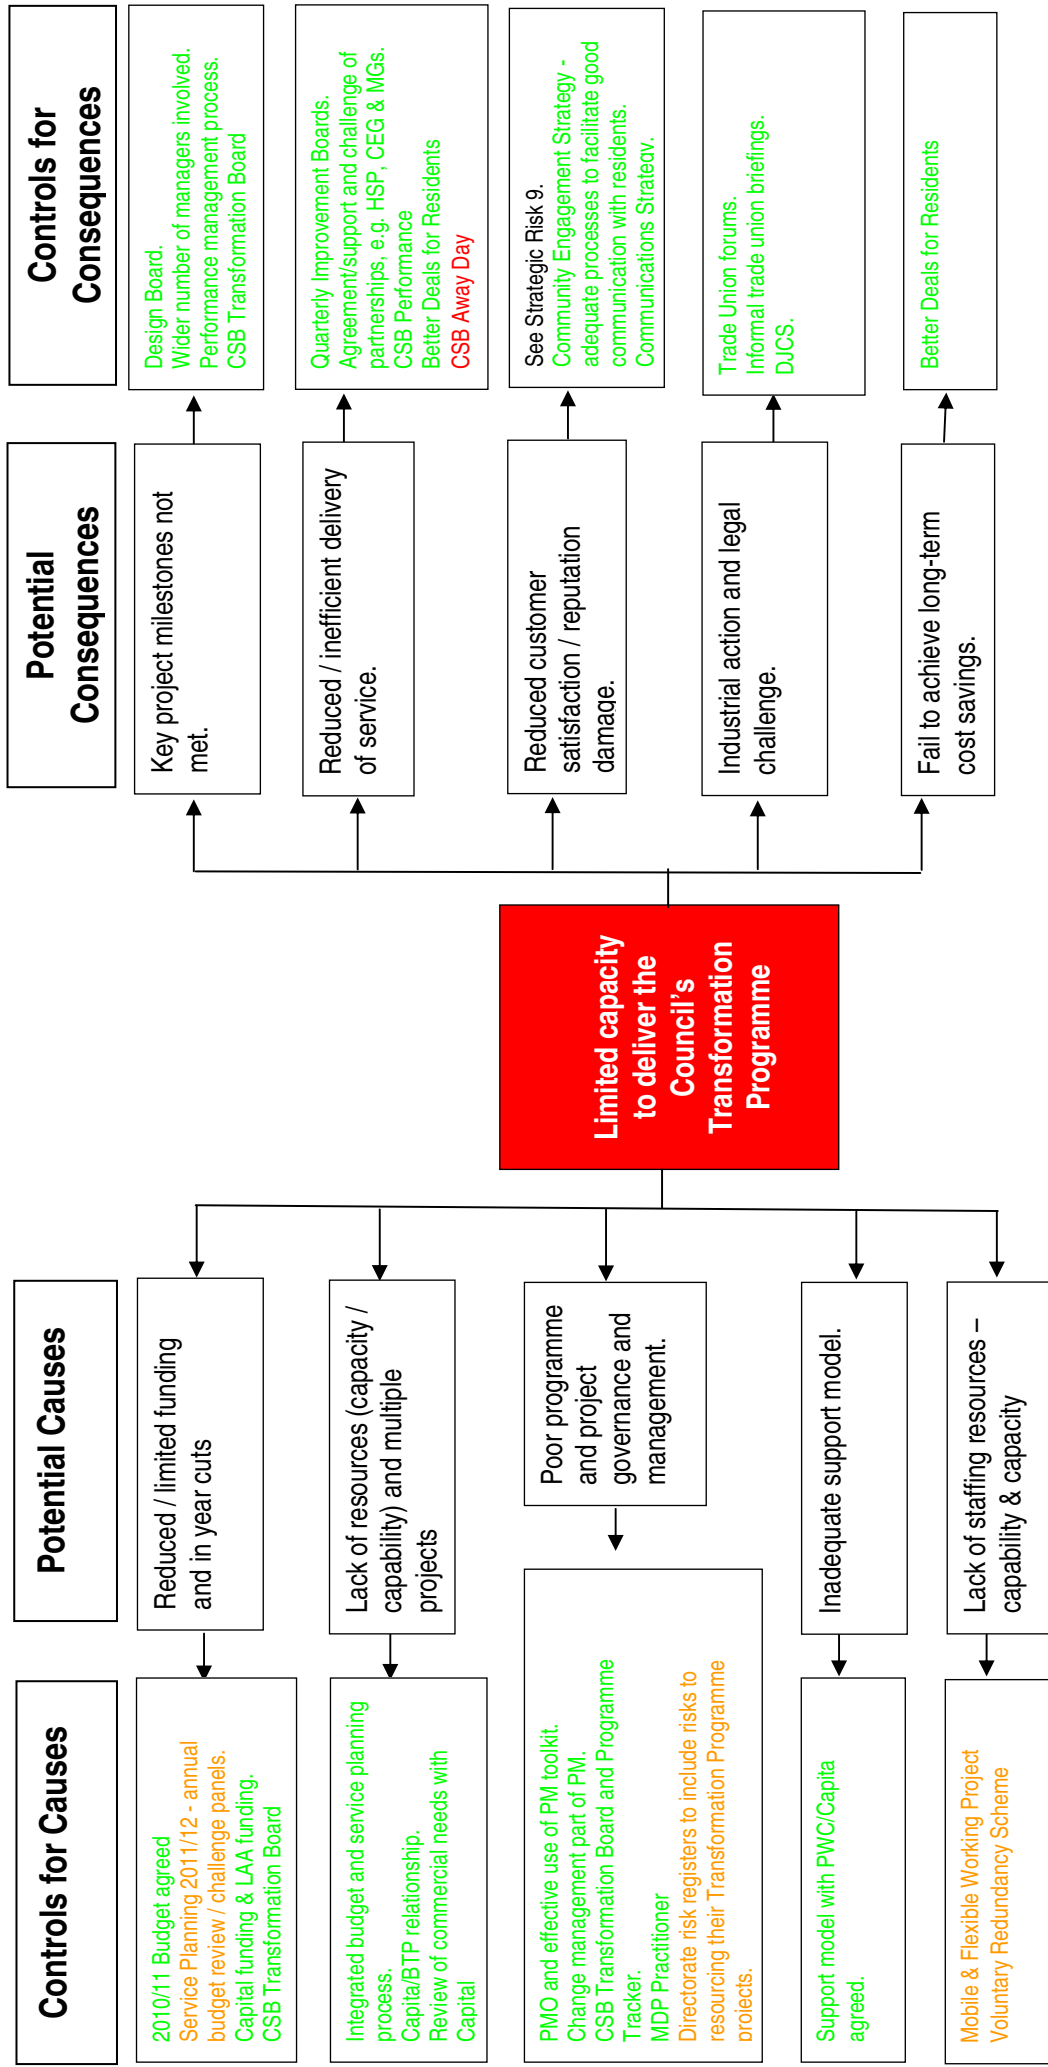 Controls for Causes
Potential Causes
Potential
Consequences
Controls for
Consequences
2010/11 Budget agreed
Service Planning 2011/12 - annual
budget review / challenge panels.
Capital funding & LAA funding.
CSB Transformation Board
Reduced / limited funding
and in year cuts
Key project milestones not
met.
Design Board.
Wider number of managers involved.
Performance management process.
CSB Transformation Board
Integrated budget and service planning
process.
Capita/BTP relationship.
Review of commercial needs with
Capital
Lack of resources (capacity /
capability) and multiple
projects
Reduced / inefficient delivery
of service.
Quarterly Improvement Boards.
Agreement/support and challenge of
partnerships, e.g. HSP, CEG & MGs.
CSB Performance
Better Deals for Residents
CSB Away Day
PMO and effective use of PM toolkit.
Change management part of PM.
CSB Transformation Board and Programme
Tracker.
MDP Practitioner
Directorate risk registers to include risks to
resourcing their Transformation Programme
projects.
Poor programme
and project
governance and
management.
Limited capacity
to deliver the
Council's
Transformation
Programme
Reduced customer
satisfaction / reputation
damage.
See Strategic Risk 9.
Community Engagement Strategy -
adequate processes to facilitate good
communication with residents.
Communications Strategy.
Support model with PWC/Capita
agreed.
Inadequate support model.
Industrial action and legal
challenge.
Trade Union forums.
Informal trade union briefings.
DJCS.
Mobile & Flexible Working Project
Voluntary Redundancy Scheme
Lack of staffing resources –
capability & capacity
Fail to achieve long-term
cost savings.
Better Deals for Residents